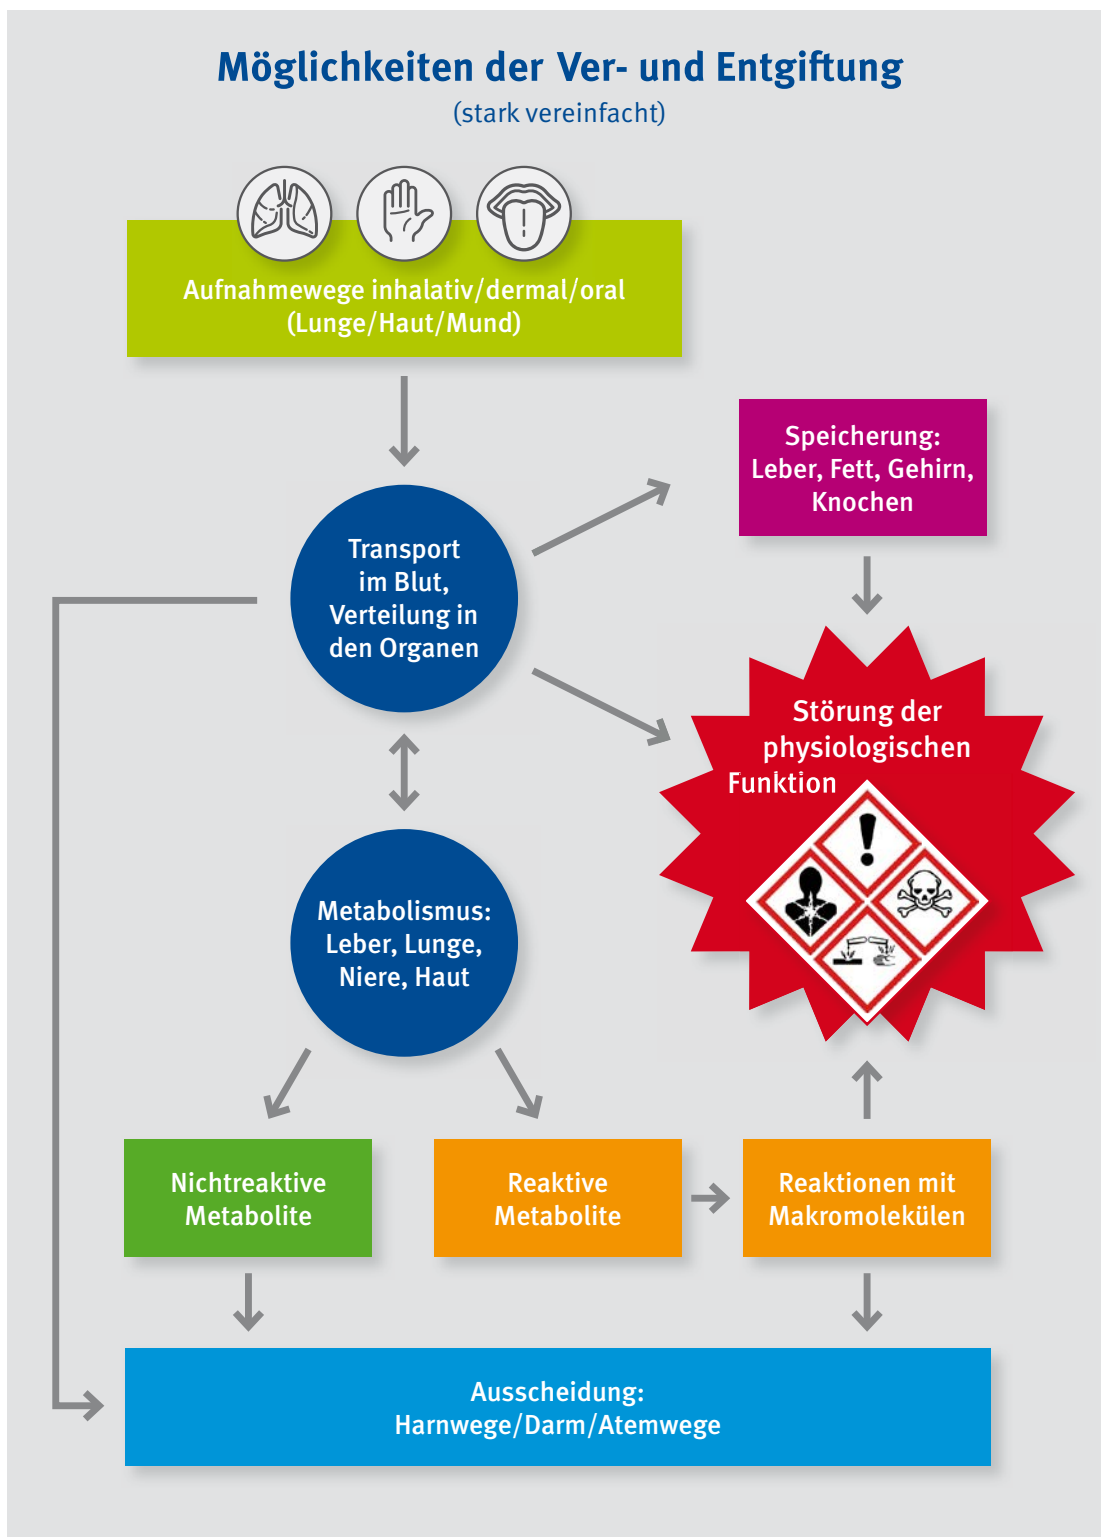 Möglichkeiten der Ver- und Entgiftung
(stark vereinfacht)
Aufnahmewege inhalativ/dermal/oral
(Lunge/Haut/Mund)
Speicherung:
Leber, Fett, Gehirn,
Knochen
Transport
im Blut,
Verteilung in
den Organen
Störung der
physiologischen
Funktion
Metabolismus:
Leber, Lunge,
Niere, Haut
Nichtreaktive
Metabolite
Reaktive
Metabolite
Reaktionen mit
Makromolekülen
Ausscheidung:
Harnwege/Darm/Atemwege